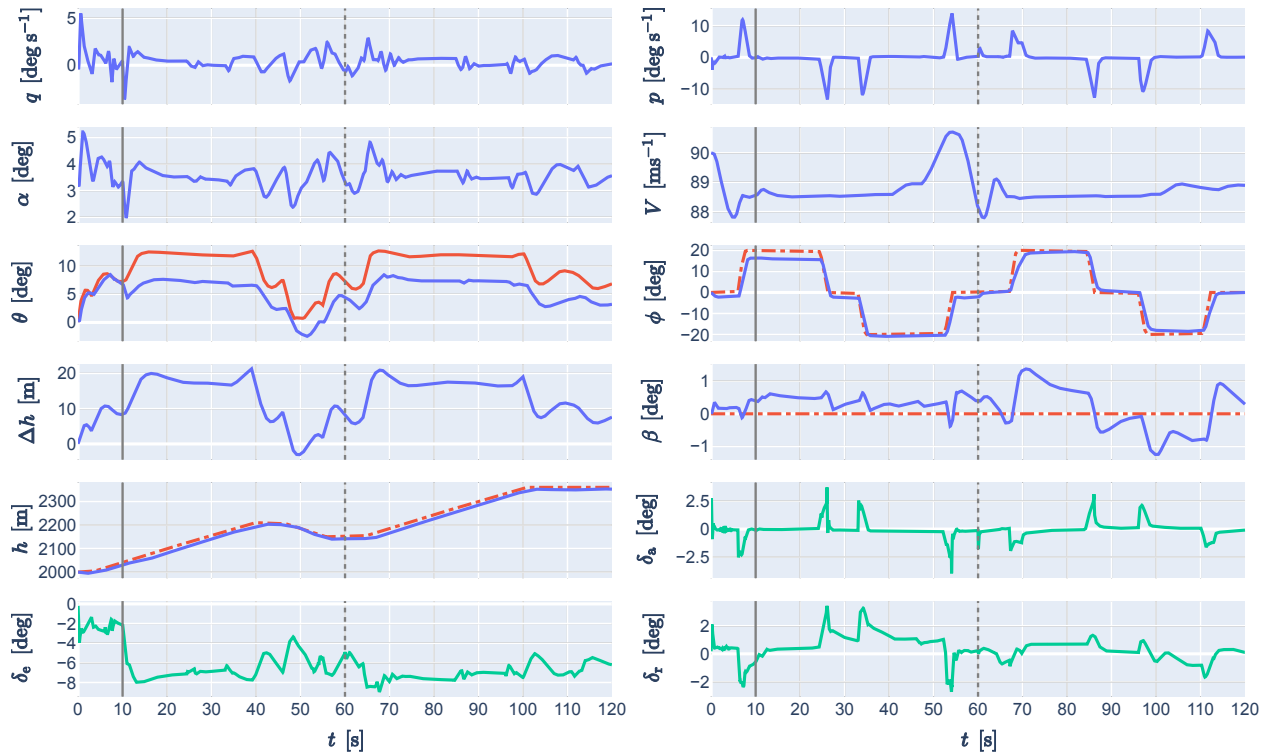 q [deg s⁻¹]
5
0
α [deg]
5
4
3
2
θ [deg]
10
5
0
Δh [m]
20
10
0
h [m]
2300
2200
2100
2000
δₑ [deg]
0
−2
−4
−6
−8
0 10 20 30 40 50 60 70 80 90 100 110 120
t [s]
p [deg s⁻¹]
10
0
−10
V [ms⁻¹]
90
89
88
ϕ [deg]
20
10
0
−10
−20
β [deg]
1
0
−1
δₐ [deg]
2.5
0
−2.5
δᵣ [deg]
2
0
−2
0 10 20 30 40 50 60 70 80 90 100 110 120
t [s]